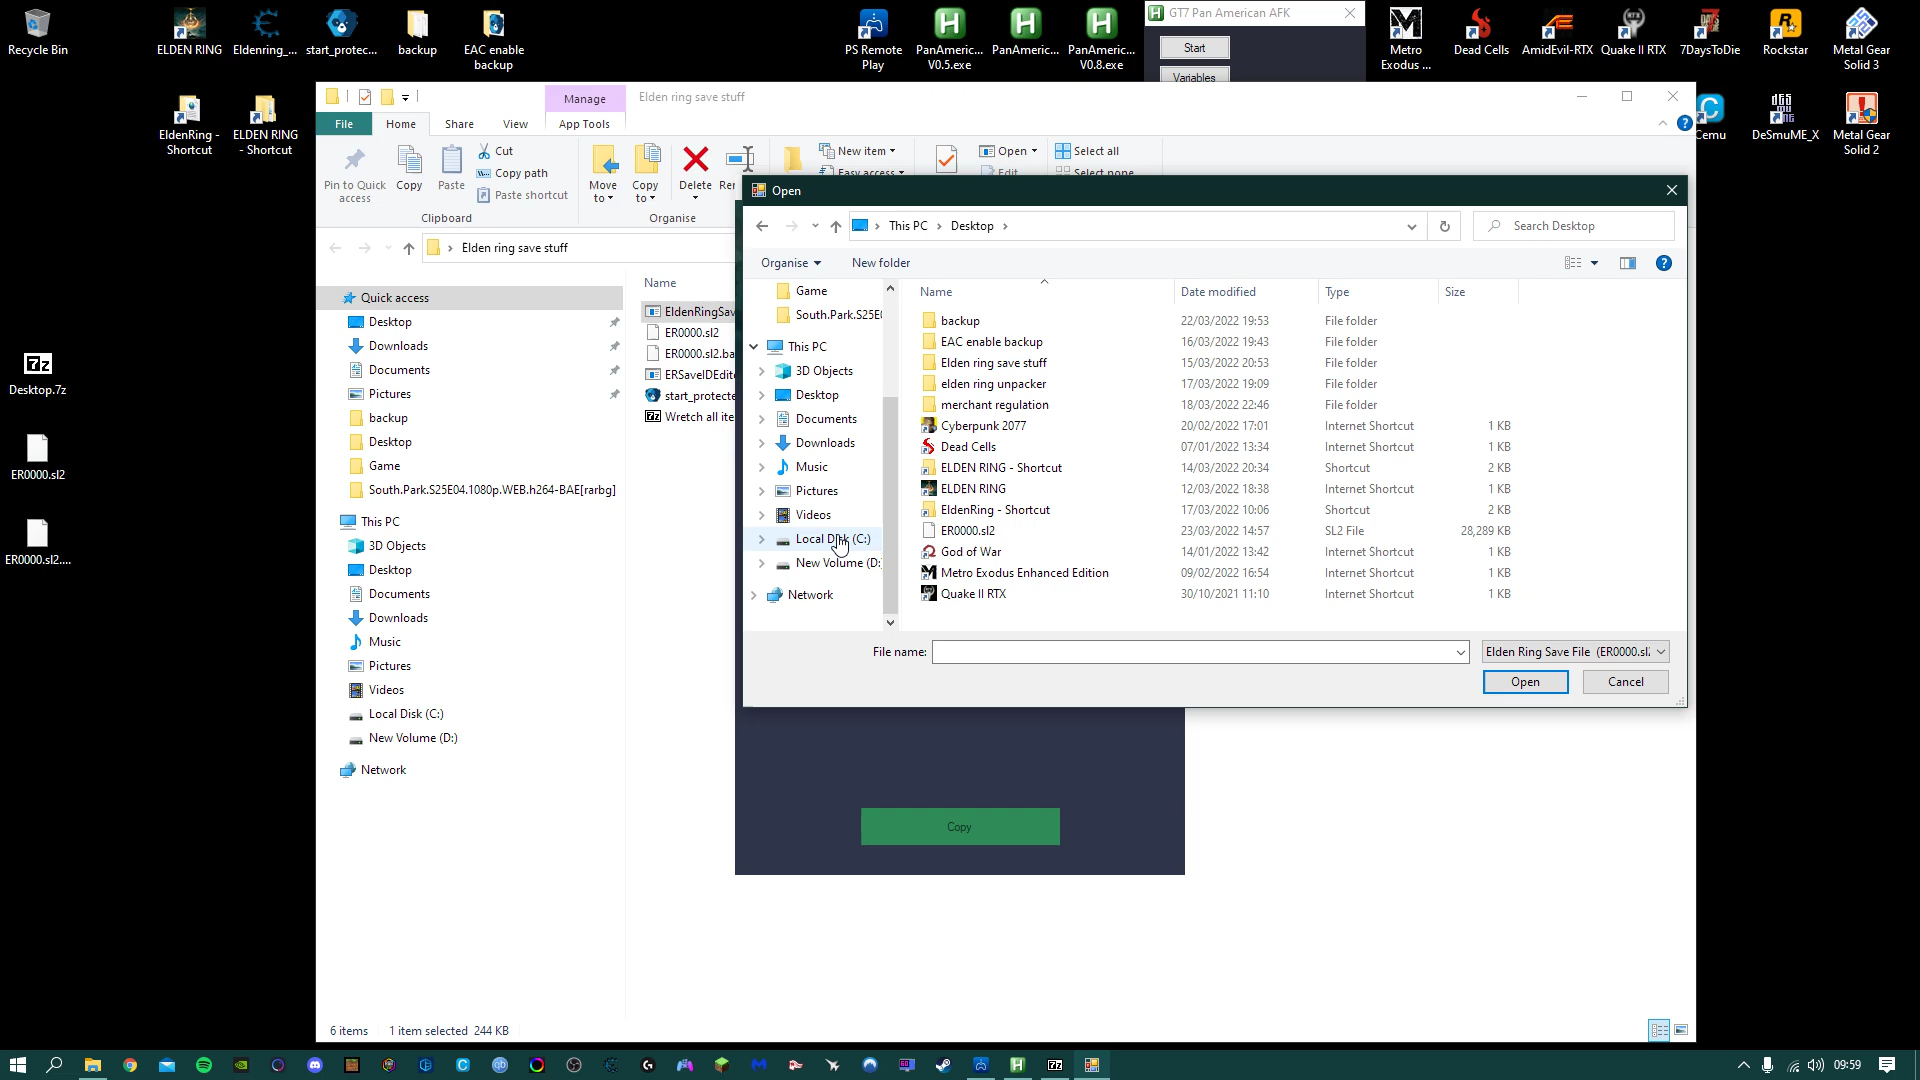 Recycle Bin
ELDEN RING
Eldenring_...
start_protec...
backup
EAC enable
backup
PS Remote
Play
PanAmeric...
V0.5.exe
PanAmeric...
PanAmeric...
V0.8.exe
GT7 Pan American AFK
Start
Variables
Metro
Exodus ...
Dead Cells
AmidEvil-RTX
Quake II RTX
7DaysToDie
Rockstar
Metal Gear
Solid 3
EldenRing -
Shortcut
ELDEN RING
- Shortcut
Cemu
DeSmuME_X
Metal Gear
Solid 2
Desktop.7z
ER0000.sl2
ER0000.sl2....
Manage
Elden ring save stuff
File
Home
Share
View
App Tools
Pin to Quick
access
Copy
Paste
Cut
Copy path
Paste shortcut
Clipboard
Move
to
Copy
to
Delete
Ren
Organise
New item
Easy access
Open
Edit
Select all
Select none
Elden ring save stuff
Quick access
Desktop
Downloads
Documents
Pictures
backup
Desktop
Game
South.Park.S25E04.1080p.WEB.h264-BAE[rarbg]
This PC
3D Objects
Desktop
Documents
Downloads
Music
Pictures
Videos
Local Disk (C:)
New Volume (D:)
Network
Name
EldenRingSav
ER0000.sl2
ER0000.sl2.ba
ERSaveIDEdit
start_protecte
Wretch all ite
6 items
1 item selected 244 KB
Open
This PC
Desktop
Search Desktop
Organise
New folder
Game
South.Park.S25E
This PC
3D Objects
Desktop
Documents
Downloads
Music
Pictures
Videos
Local Disk (C:)
New Volume (D:
Network
Name Date modified Type Size
backup 22/03/2022 19:53 File folder
EAC enable backup 16/03/2022 19:43 File folder
Elden ring save stuff 15/03/2022 20:53 File folder
elden ring unpacker 17/03/2022 19:09 File folder
merchant regulation 18/03/2022 22:46 File folder
Cyberpunk 2077 20/02/2022 17:01 Internet Shortcut 1 KB
Dead Cells 07/01/2022 13:34 Internet Shortcut 1 KB
ELDEN RING - Shortcut 14/03/2022 20:34 Shortcut 2 KB
ELDEN RING 12/03/2022 18:38 Internet Shortcut 1 KB
EldenRing - Shortcut 17/03/2022 10:06 Shortcut 2 KB
ER0000.sl2 23/03/2022 14:57 SL2 File 28,289 KB
God of War 14/01/2022 13:42 Internet Shortcut 1 KB
Metro Exodus Enhanced Edition 09/02/2022 16:54 Internet Shortcut 1 KB
Quake II RTX 30/10/2021 11:10 Internet Shortcut 1 KB
File name:
Elden Ring Save File (ER0000.sl
Open
Cancel
Copy
09:59